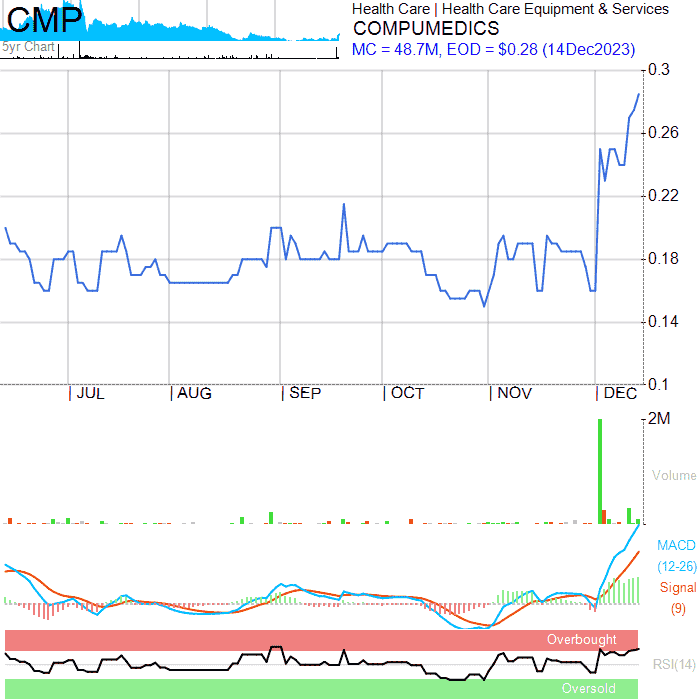 CMP
5yr Chart
Health Care | Health Care Equipment & Services
COMPUMEDICS
MC = 48.7M, EOD = $0.28 (14Dec2023)
0.3
0.26
0.22
0.18
0.14
0.1
JUL AUG SEP OCT NOV DEC
2M
Volume
MACD
(12-26)
Signal
(9)
Overbought
RSI(14)
Oversold